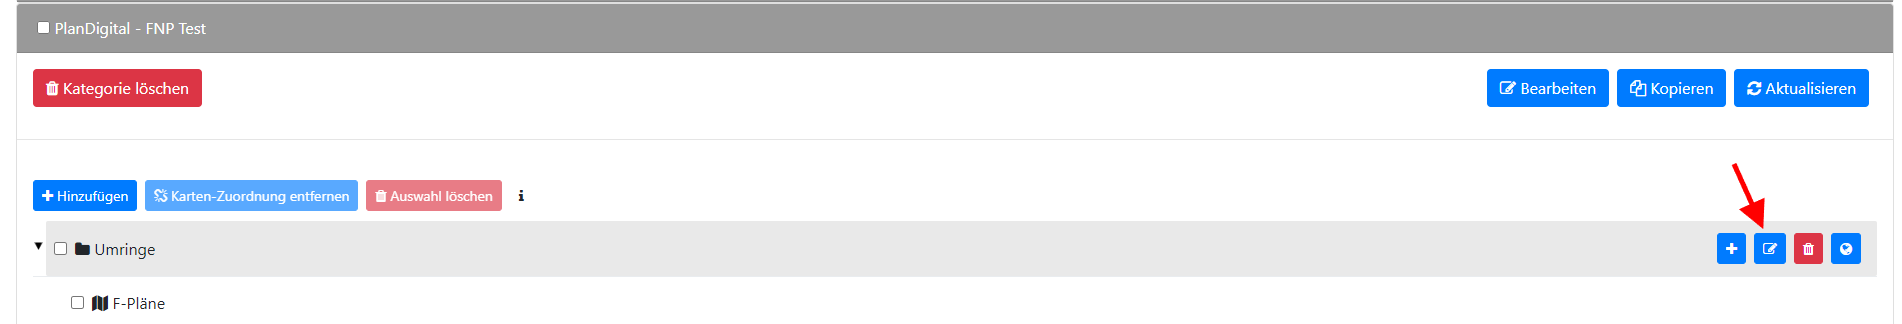 PlanDigital - FNP Test
Kategorie löschen
Bearbeiten Kopieren Aktualisieren
Hinzufügen Karten-Zuordnung entfernen Auswahl löschen
Umringe
F-Pläne